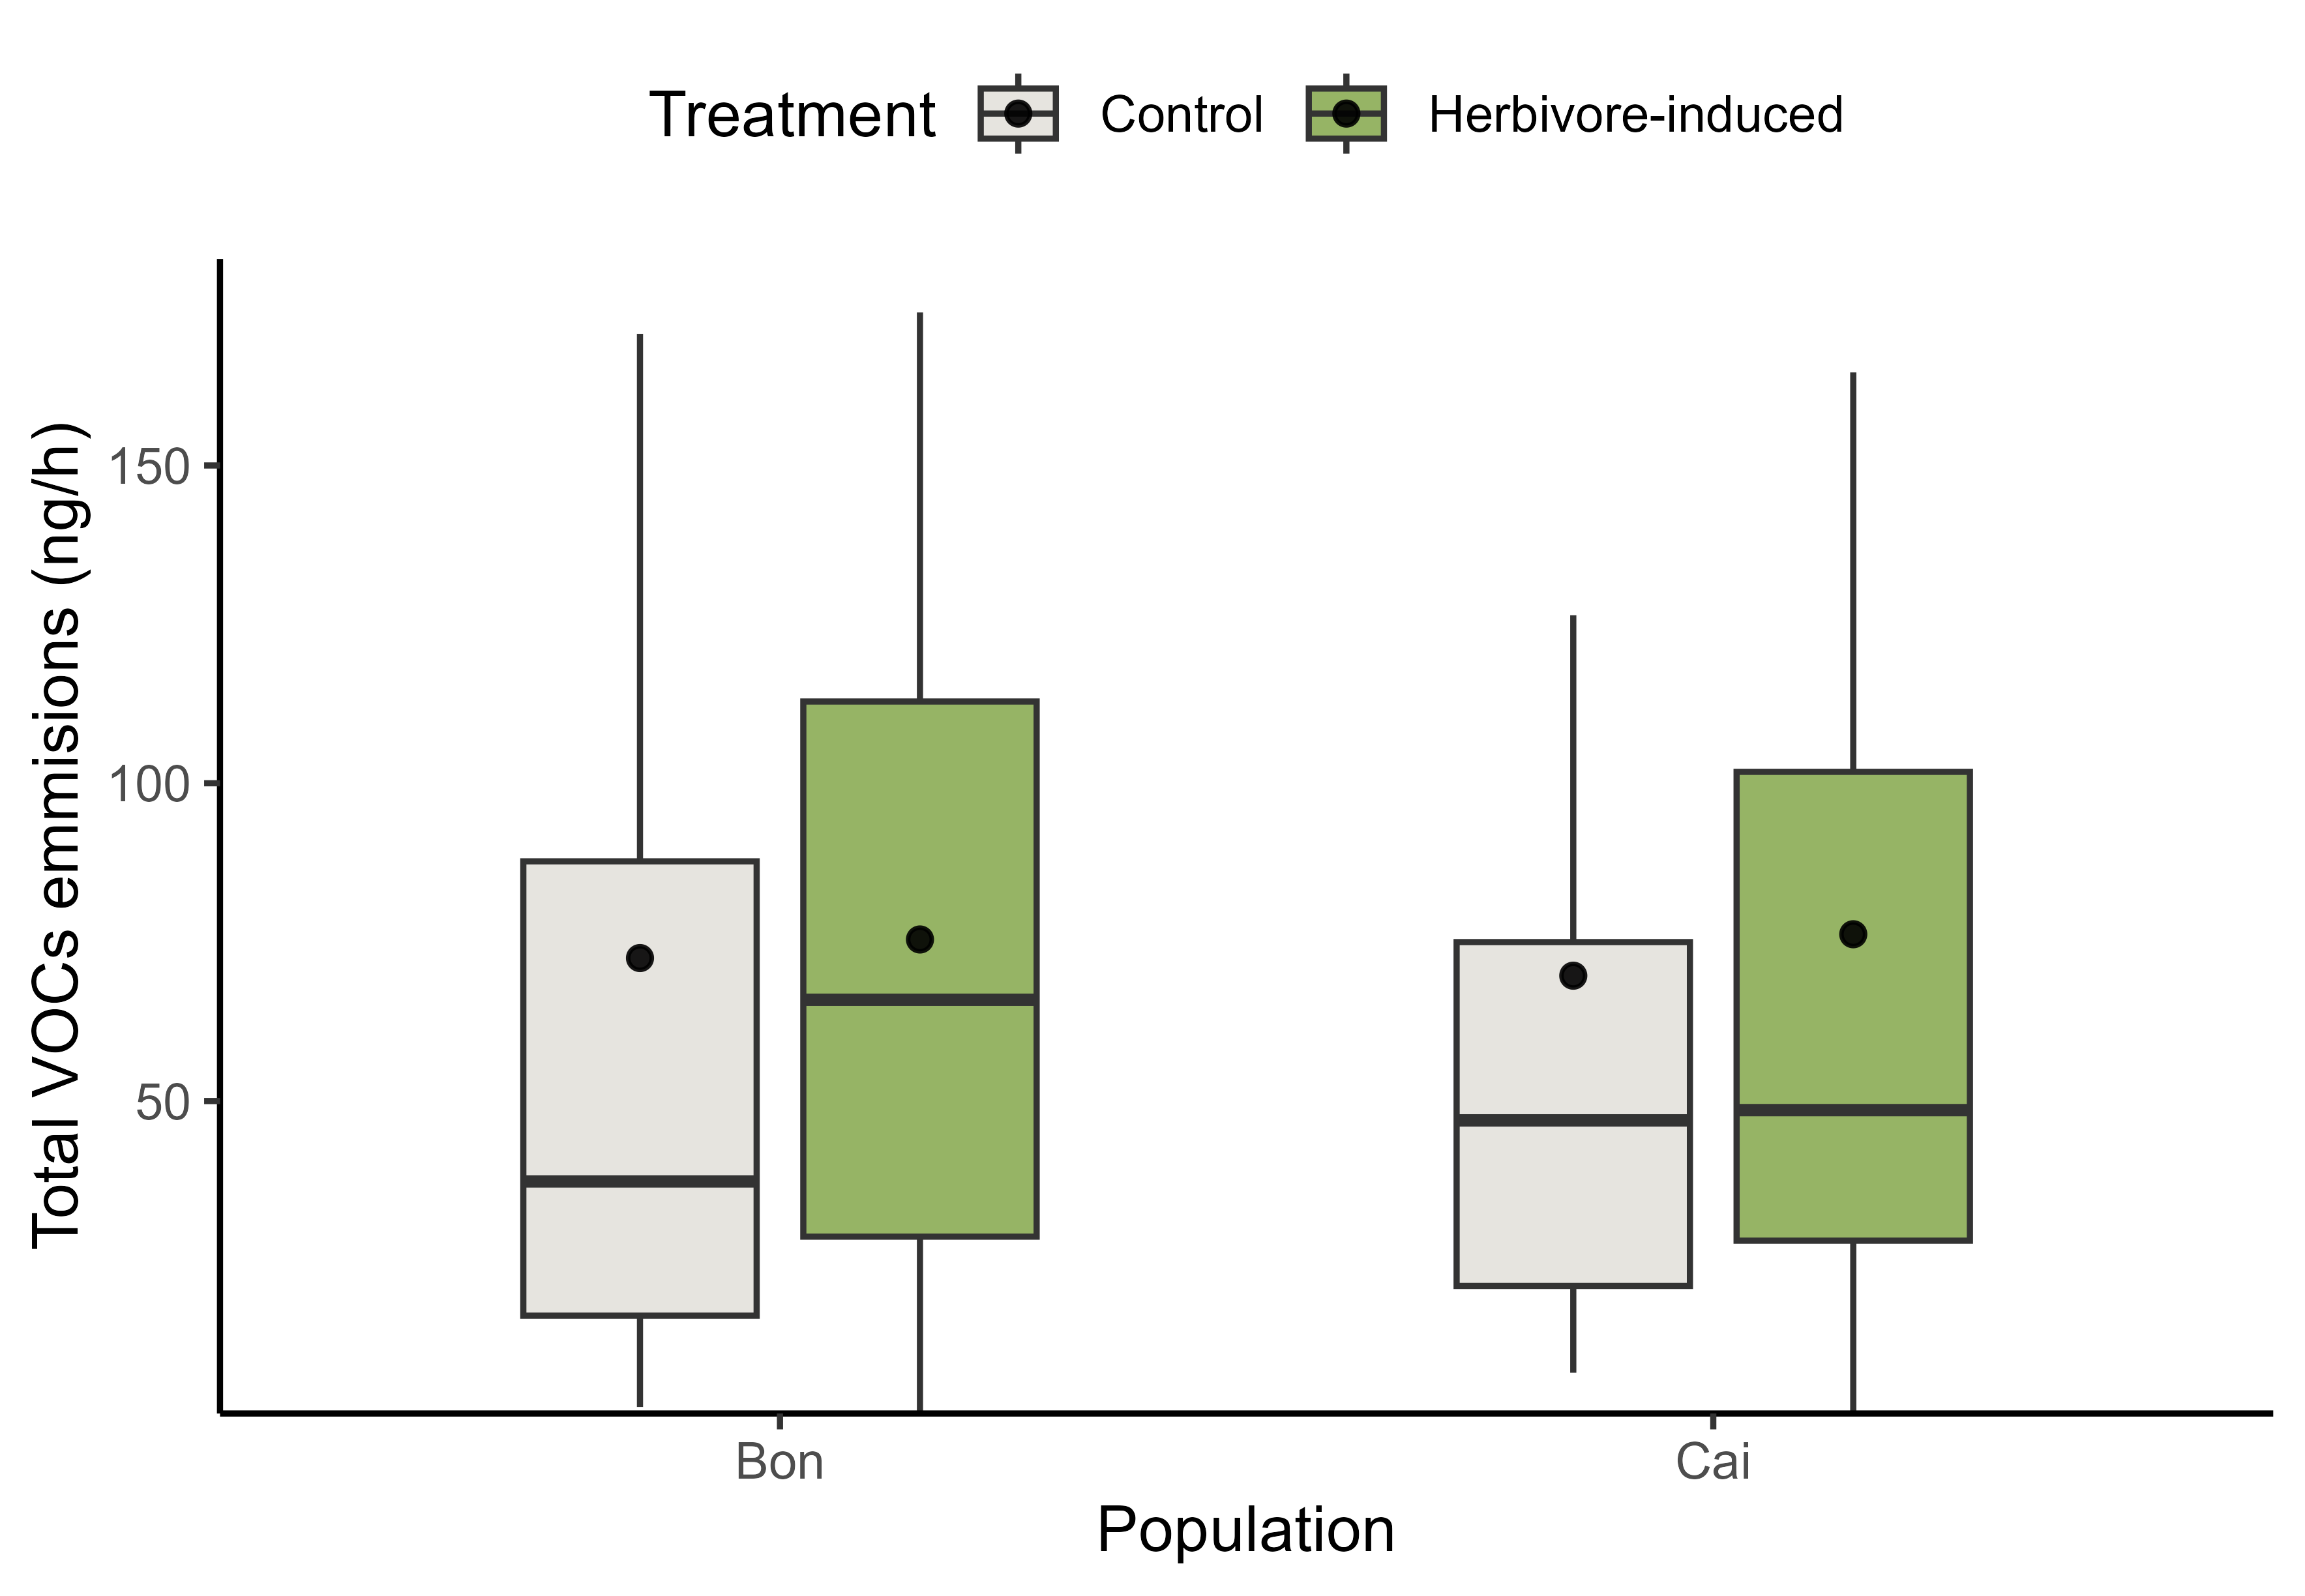 Treatment Control Herbivore-induced
Total VOCs emmisions (ng/h)
150
100
50
Bon Cai
Population